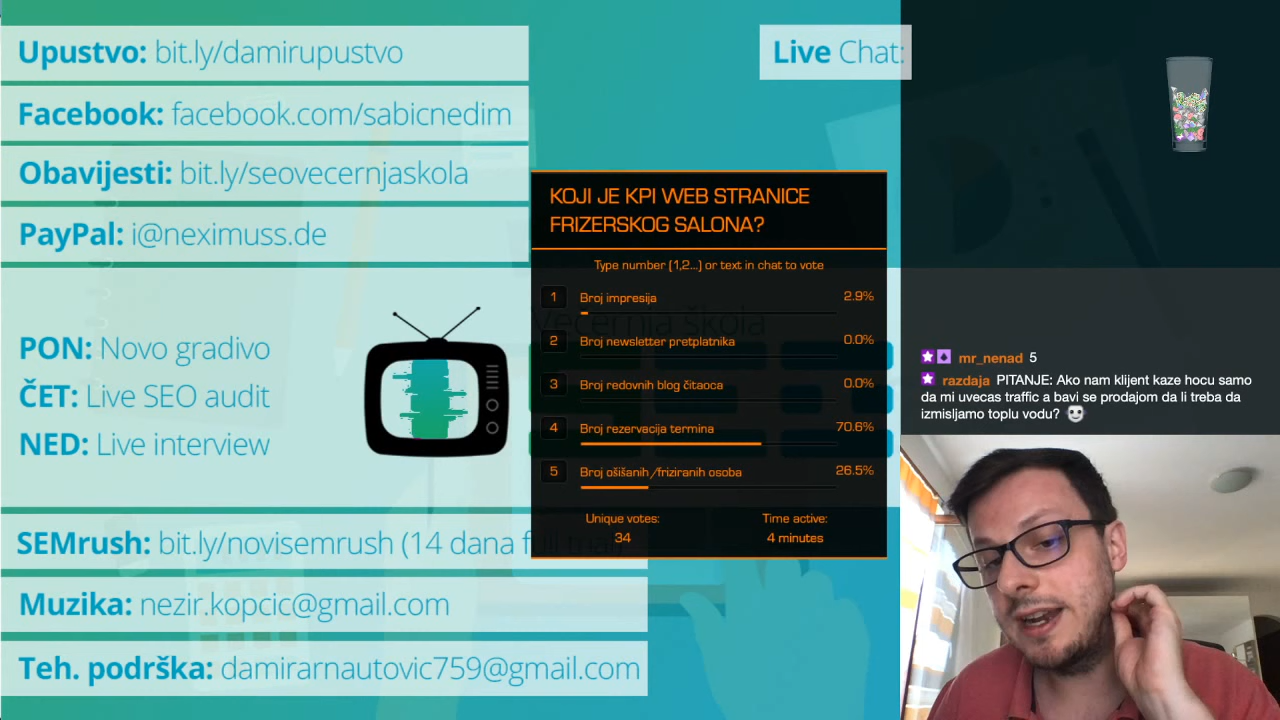 Upustvo: bit.ly/damirupustvo
Facebook: facebook.com/sabicnedim
Obavijesti: bit.ly/seovecernjaskola
PayPal: i@neximuss.de
PON: Novo gradivo
ČET: Live SEO audit
NED: Live interview
SEMrush: bit.ly/novisemrush (14 dana full trial)
Muzika: nezir.kopcic@gmail.com
Teh. podrška: damirarnautovic759@gmail.com
Live Chat:
KOJI JE KPI WEB STRANICE
FRIZERSKOG SALONA?
Type number (1,2...) or text in chat to vote
1 Broj impresija 2.9%
Večernja škola
2 Broj newsletter pretplatnika 0.0%
3 Broj redovnih blog čitaoca 0.0%
4 Broj rezervacija termina 70.6%
5 Broj ošišanih/friziranih osoba 26.5%
Unique votes: Time active:
34 4 minutes
mr_nenad 5
razdaja PITANJE: Ako nam klijent kaze hocu samo
da mi uvecas traffic a bavi se prodajom da li treba da
izmisljamo toplu vodu?